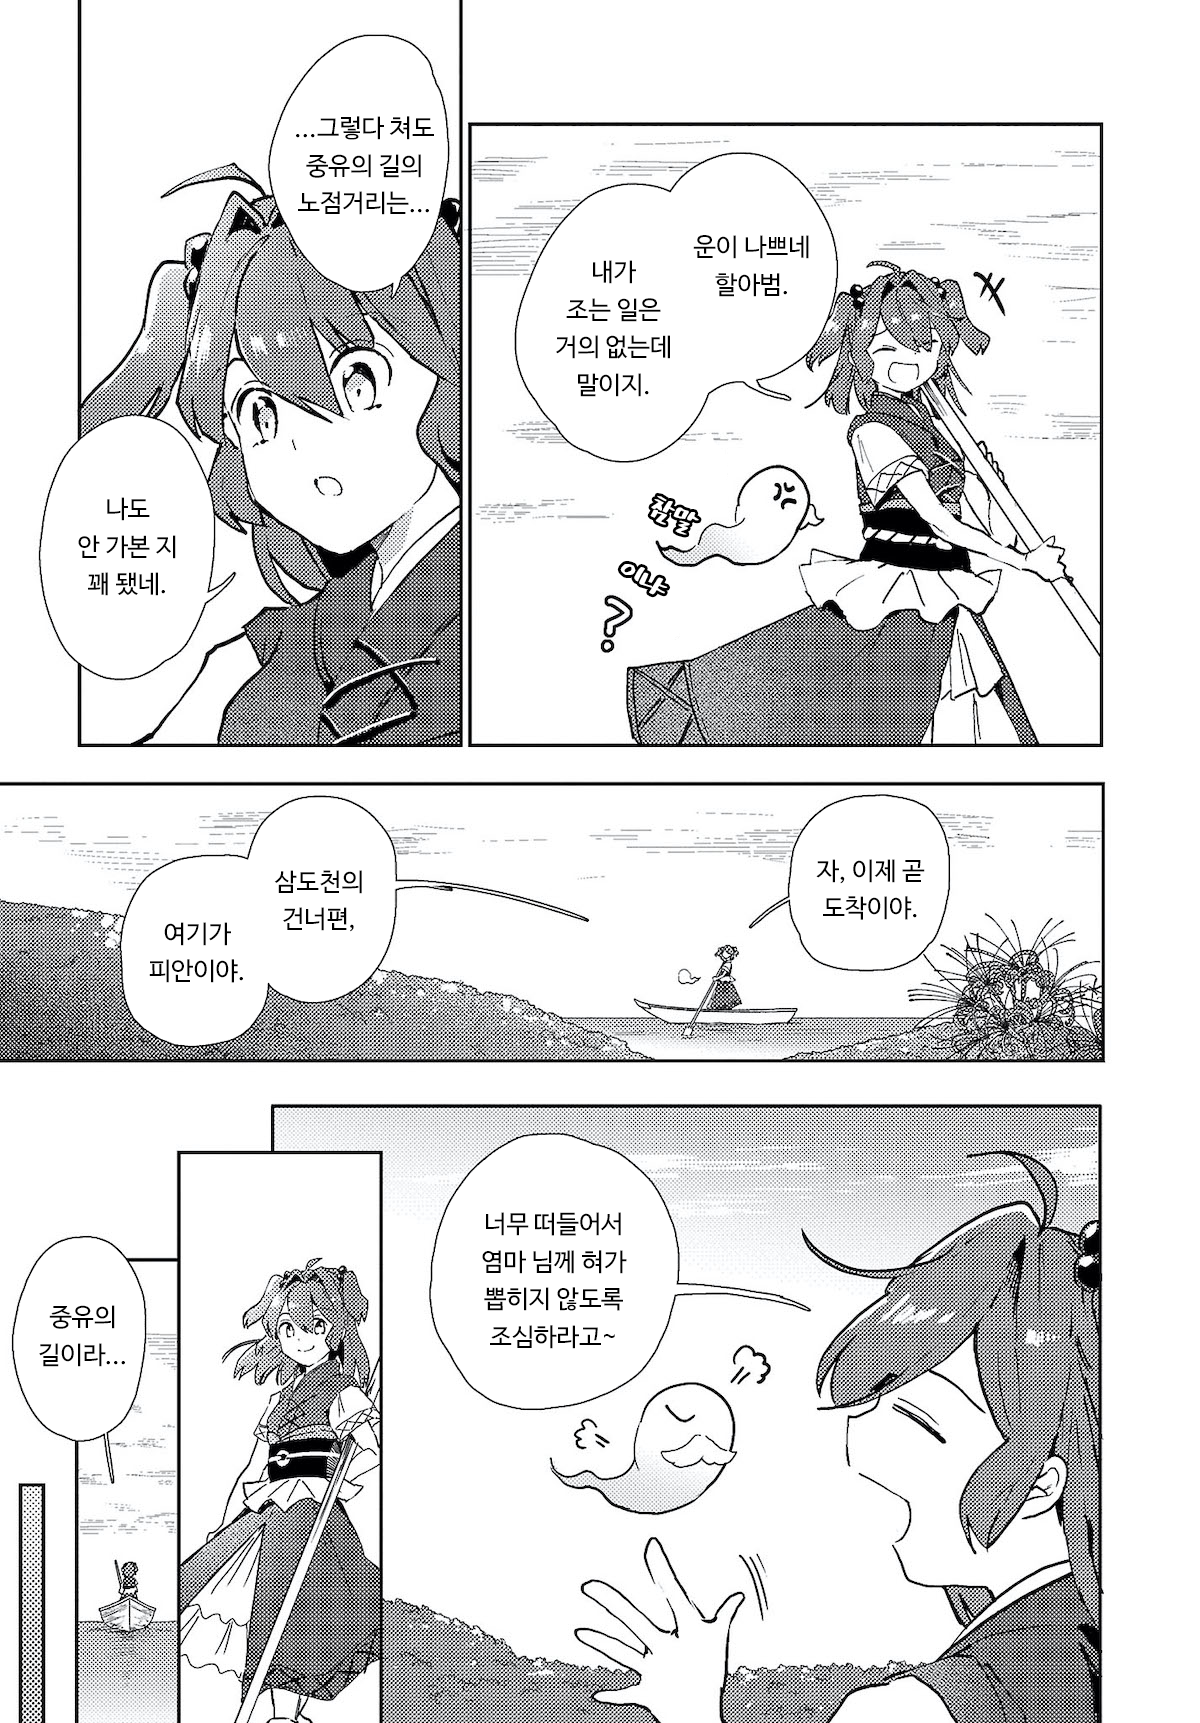 운이 나쁘네
할아범.
내가
조는 일은
거의 없는데
말이지.
참말
이냐
?
…그렇다 쳐도
중유의 길의
노점거리는…
나도
안 가본 지
꽤 됐네.
자, 이제 곧
도착이야.
삼도천의
건너편,
여기가
피안이야.
너무 떠들어서
염마 님께 혀가
뽑히지 않도록
조심하라고~
중유의
길이라…